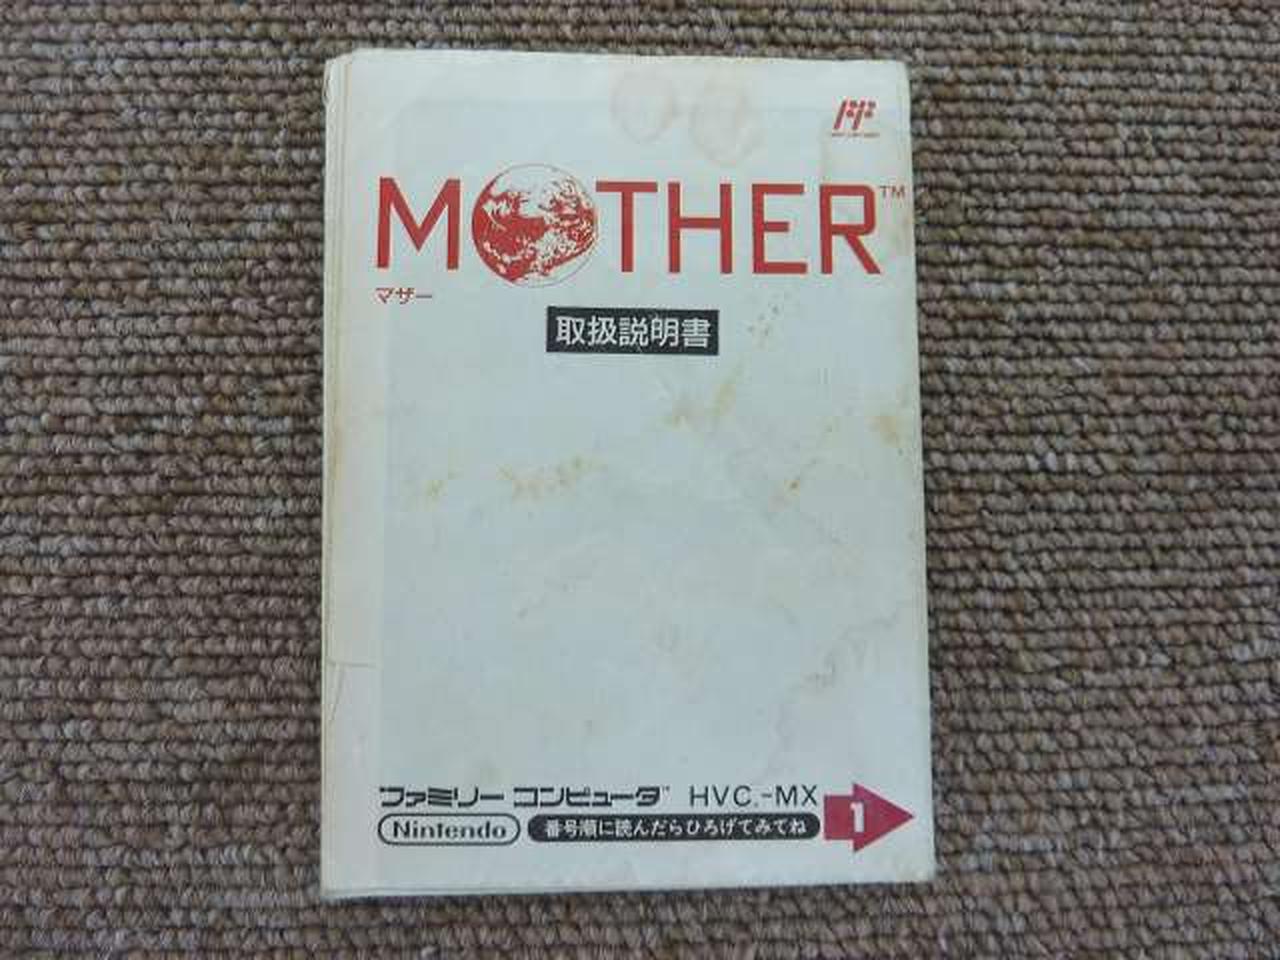 MOTHER™
マザー
取扱説明書
ファミリー コンピュータ™ HVC-MX
Nintendo 番号順に読んだらひろげてみてね 1